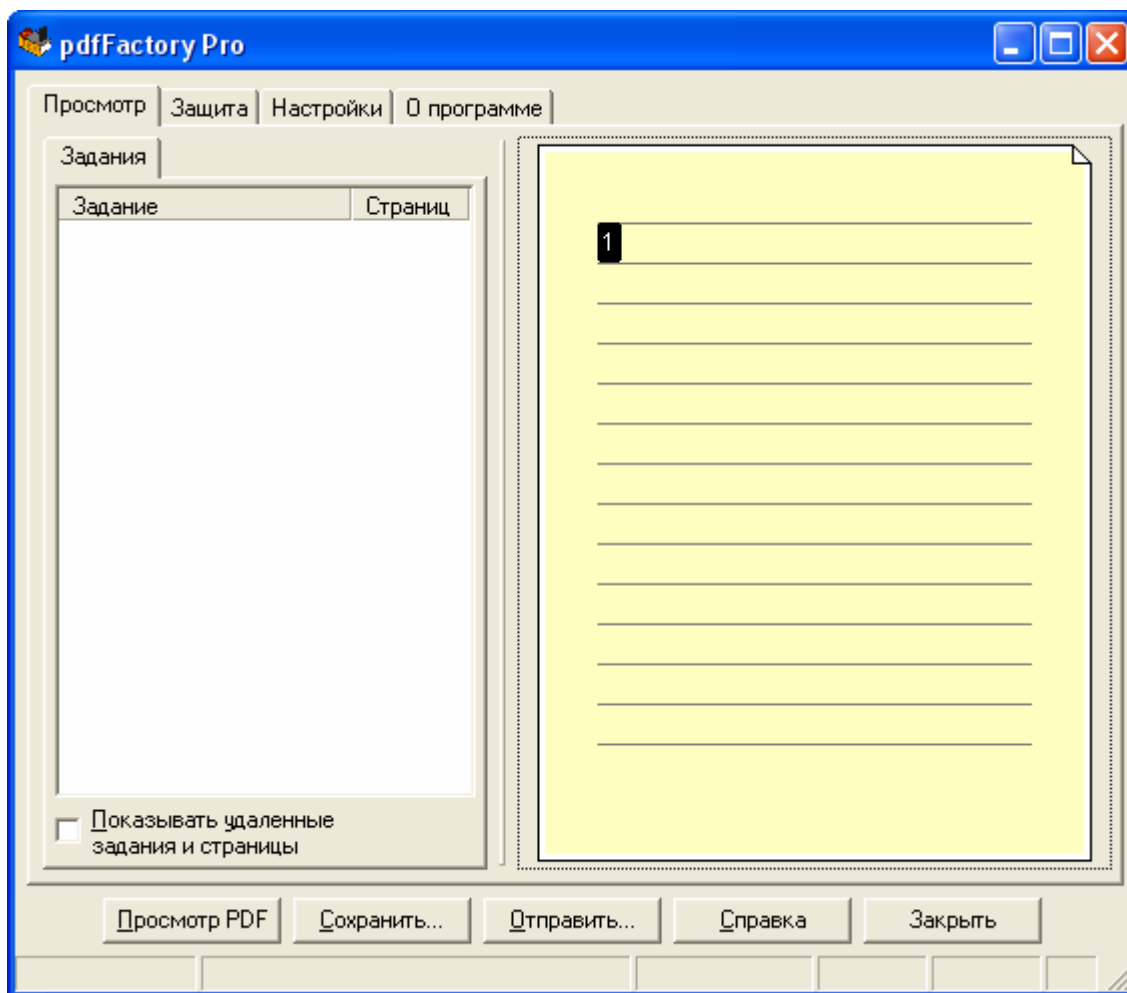 pdfFactory Pro
Просмотр Защита Настройки О программе
Задания
Задание Страниц
1
Показывать удаленные
задания и страницы
Просмотр PDF Сохранить... Отправить... Справка Закрыть